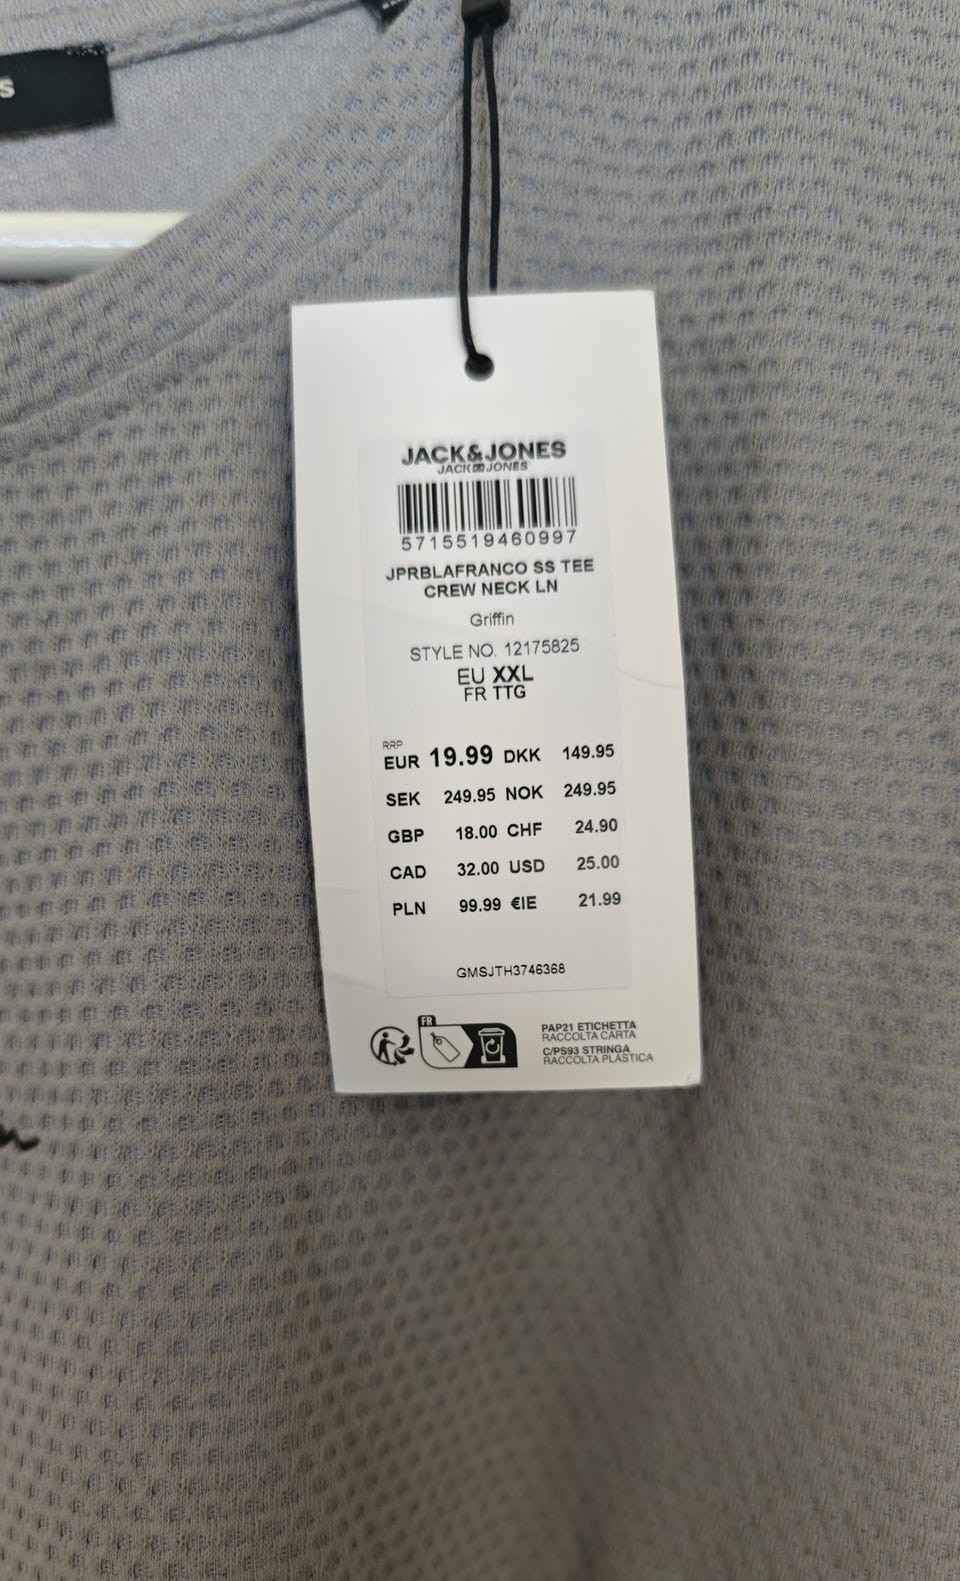 S
JACK&JONES
JACK JONES
5715519460997
JPRBLAFRANCO SS TEE
CREW NECK LN
Griffin
STYLE NO. 12175825
EU XXL
FR TTG
RRP
EUR 19.99 DKK 149.95
SEK 249.95 NOK 249.95
GBP 18.00 CHF 24.90
CAD 32.00 USD 25.00
PLN 99.99 €IE 21.99
GMSJTH3746368
FR
PAP21 ETICHETTA
RACCOLTA CARTA
C/PS93 STRINGA
RACCOLTA PLASTICA